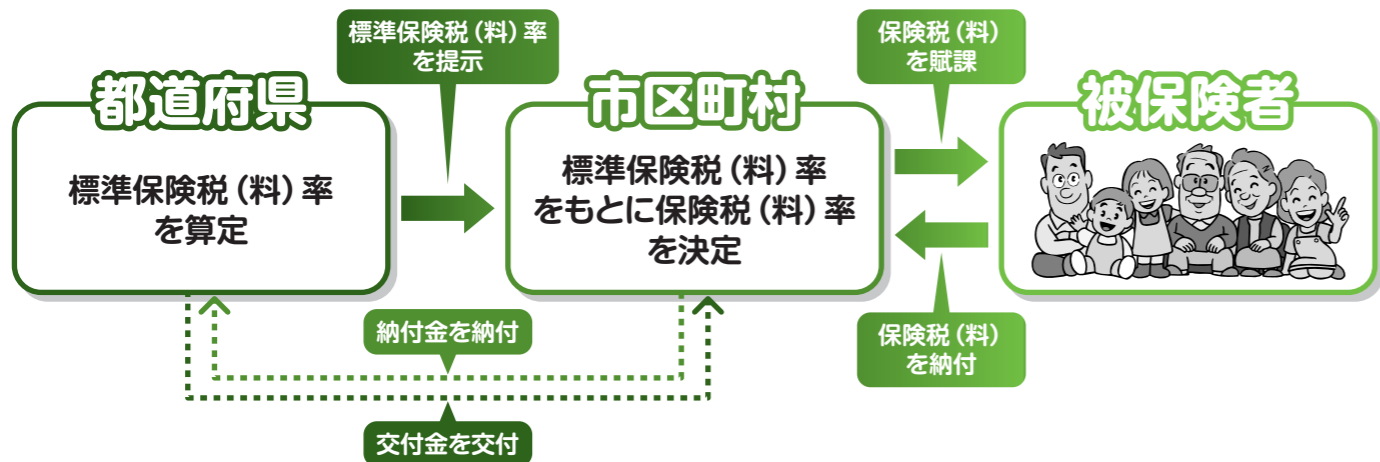 標準保険税（料）率
を提示
保険税（料）
を賦課
都道府県
市区町村
被保険者
標準保険税（料）率
を算定
標準保険税（料）率
をもとに保険税（料）率
を決定
納付金を納付
保険税（料）
を納付
交付金を交付